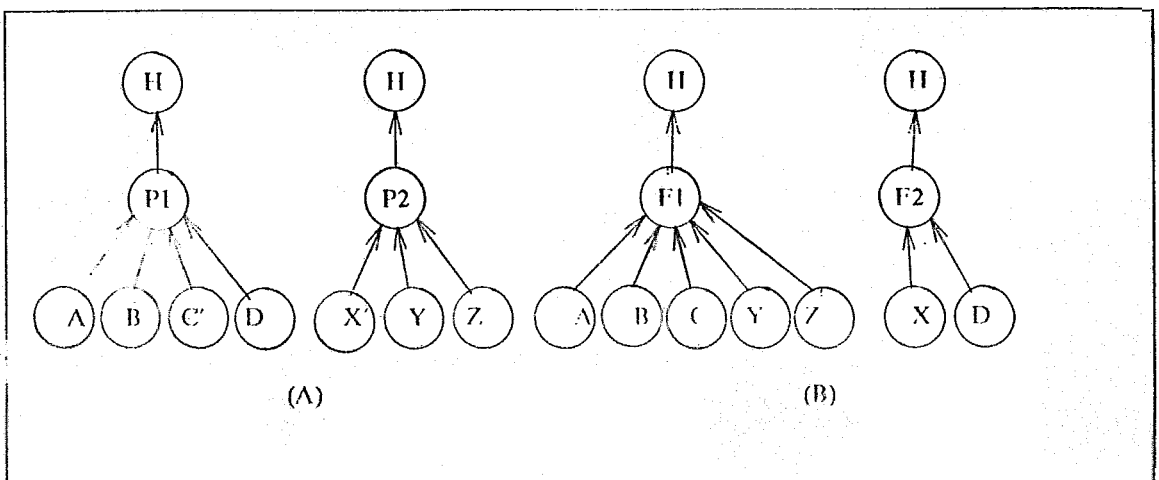 H H H H
P1 P2 F1 F2
A B C' D X' Y Z A B C Y Z X D
(A) (B)